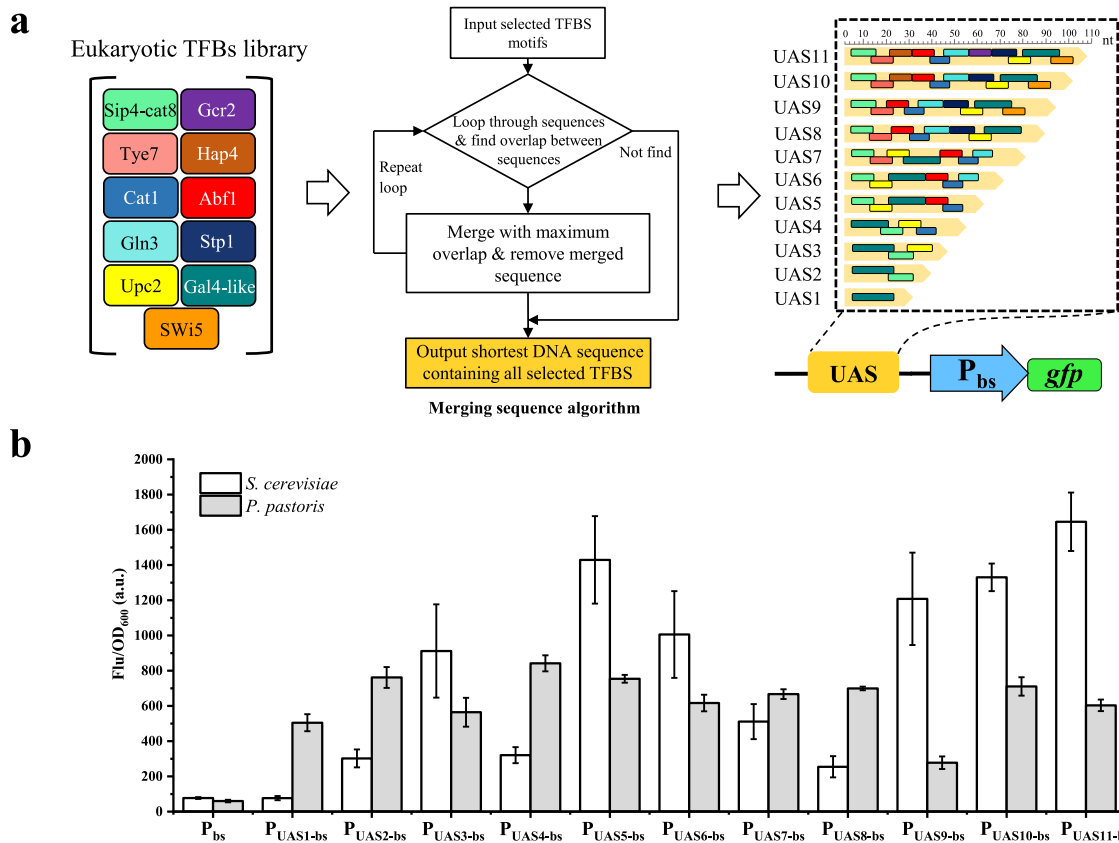 a
Eukaryotic TFBs library
Sip4-cat8 Gcr2
Tye7 Hap4
Cat1 Abf1
Gln3 Stp1
Upc2 Gal4-like
SWi5
Input selected TFBS
motifs
Loop through sequences
& find overlap between
sequences
Not find
Repeat
loop
Merge with maximum
overlap & remove merged
sequence
Output shortest DNA sequence
containing all selected TFBS
Merging sequence algorithm
0 10 20 30 40 50 60 70 80 90 100 110 nt
UAS11
UAS10
UAS9
UAS8
UAS7
UAS6
UAS5
UAS4
UAS3
UAS2
UAS1
UAS Pbs gfp
b
Flu/OD600 (a.u.)
2000
1800
1600
1400
1200
1000
800
600
400
200
0
S. cerevisiae
P. pastoris
Pbs PUAS1-bs PUAS2-bs PUAS3-bs PUAS4-bs PUAS5-bs PUAS6-bs PUAS7-bs PUAS8-bs PUAS9-bs PUAS10-bs PUAS11-b